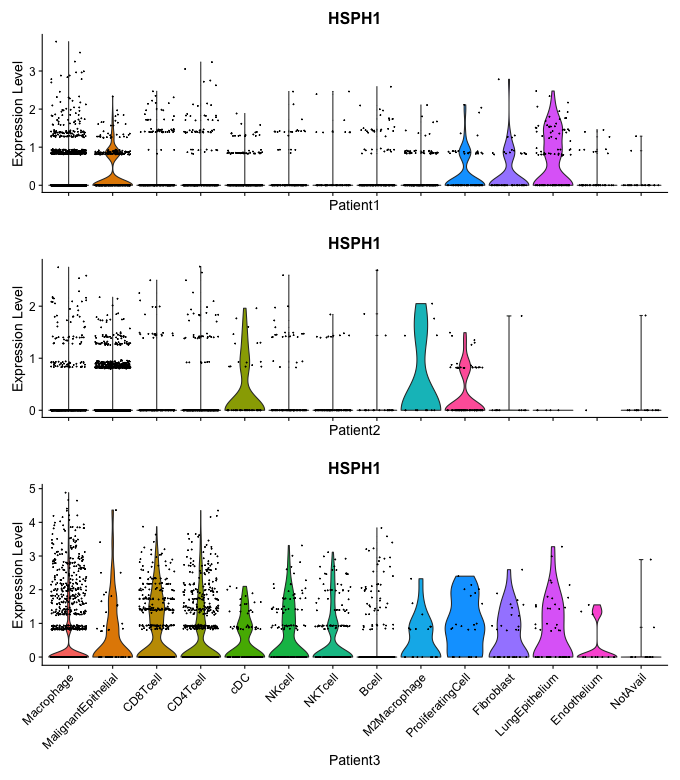 HSPH1
Expression Level
3
2
1
0
Patient1
HSPH1
Expression Level
2
1
0
Patient2
HSPH1
Expression Level
5
4
3
2
1
0
Macrophage
MalignantEpithelial
CD8Tcell
CD4Tcell
cDC
NKcell
NKTcell
Bcell
M2Macrophage
ProliferatingCell
Fibroblast
LungEpithelium
Endothelium
NotAvail
Patient3